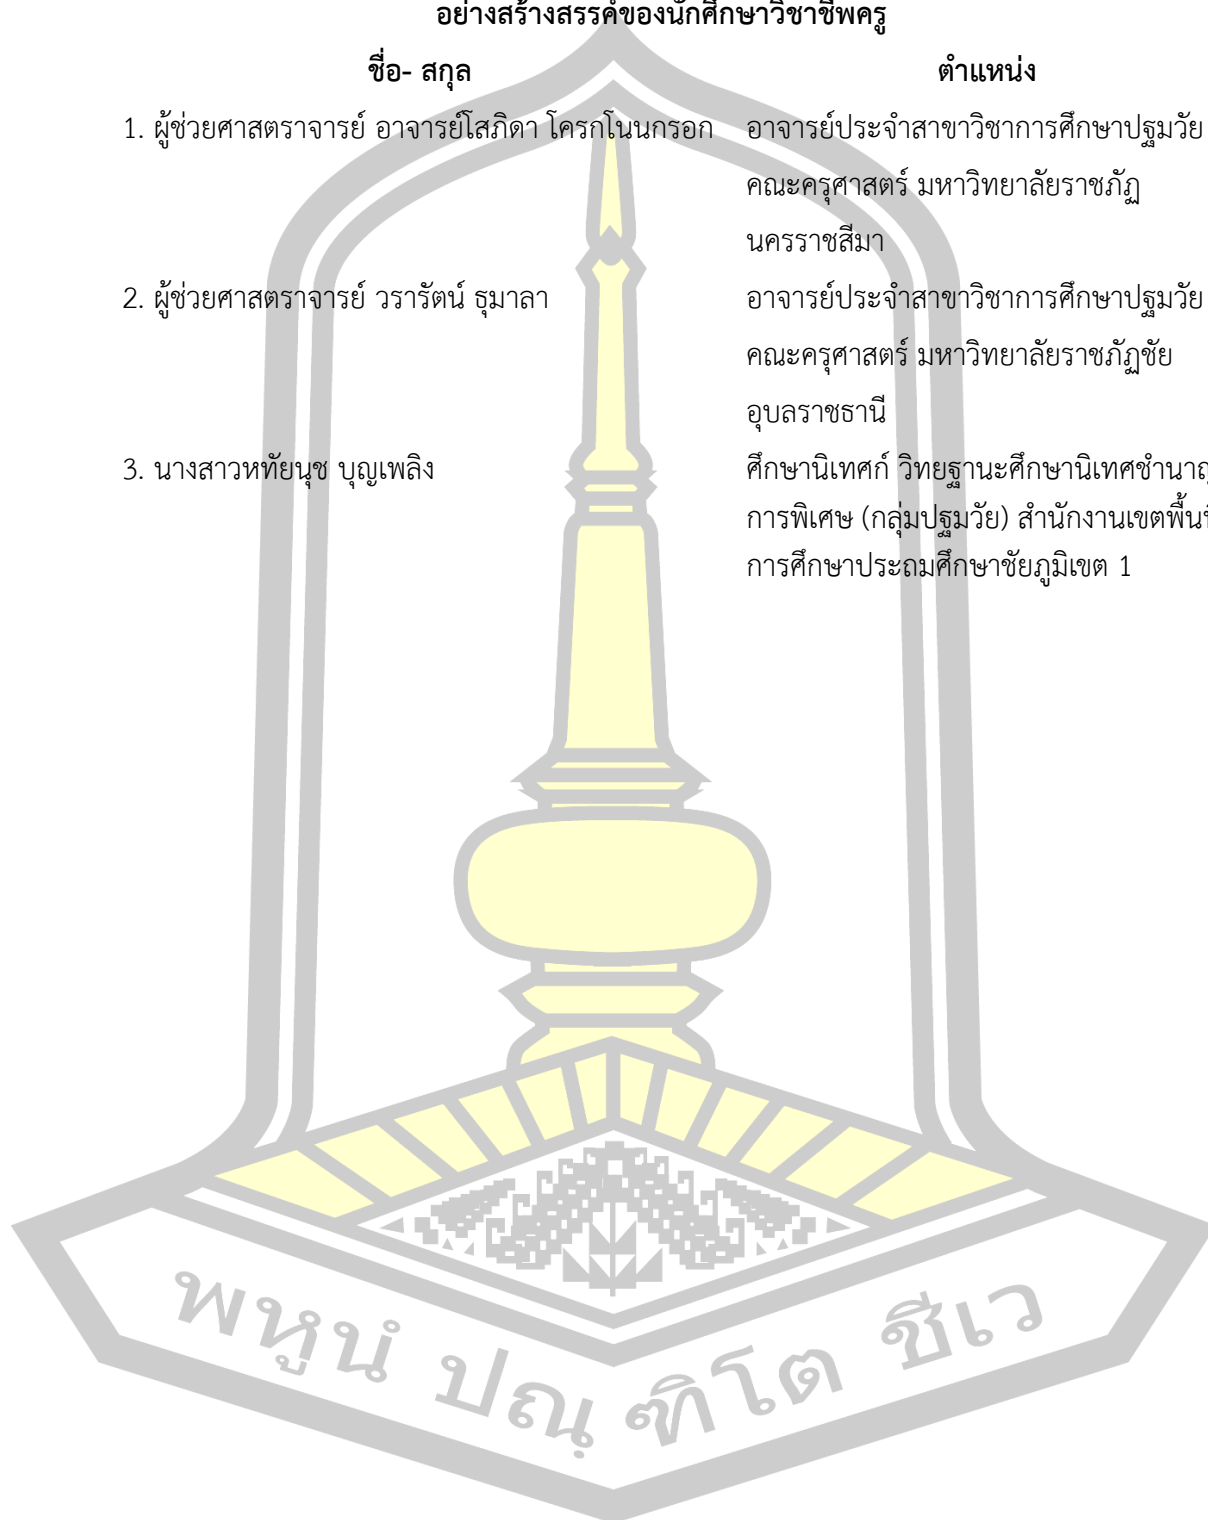 อย่างสร้างสรรค์ของนักศึกษาวิชาชีพครู
ชื่อ- สกุล ตำแหน่ง
1. ผู้ช่วยศาสตราจารย์ อาจารย์โสภิดา โครกโนนกรอก อาจารย์ประจำสาขาวิชาการศึกษาปฐมวัย
คณะครุศาสตร์ มหาวิทยาลัยราชภัฏ
นครราชสีมา
2. ผู้ช่วยศาสตราจารย์ วรารัตน์ ธุมาลา อาจารย์ประจำสาขาวิชาการศึกษาปฐมวัย
คณะครุศาสตร์ มหาวิทยาลัยราชภัฏชัย
อุบลราชธานี
3. นางสาวหทัยนุช บุญเพลิง ศึกษานิเทศก์ วิทยฐานะศึกษานิเทศชำนาญ
การพิเศษ (กลุ่มปฐมวัย) สำนักงานเขตพื้นที่
การศึกษาประถมศึกษาชัยภูมิเขต 1
พหูนํ ปณฺฑิโต ชีเว